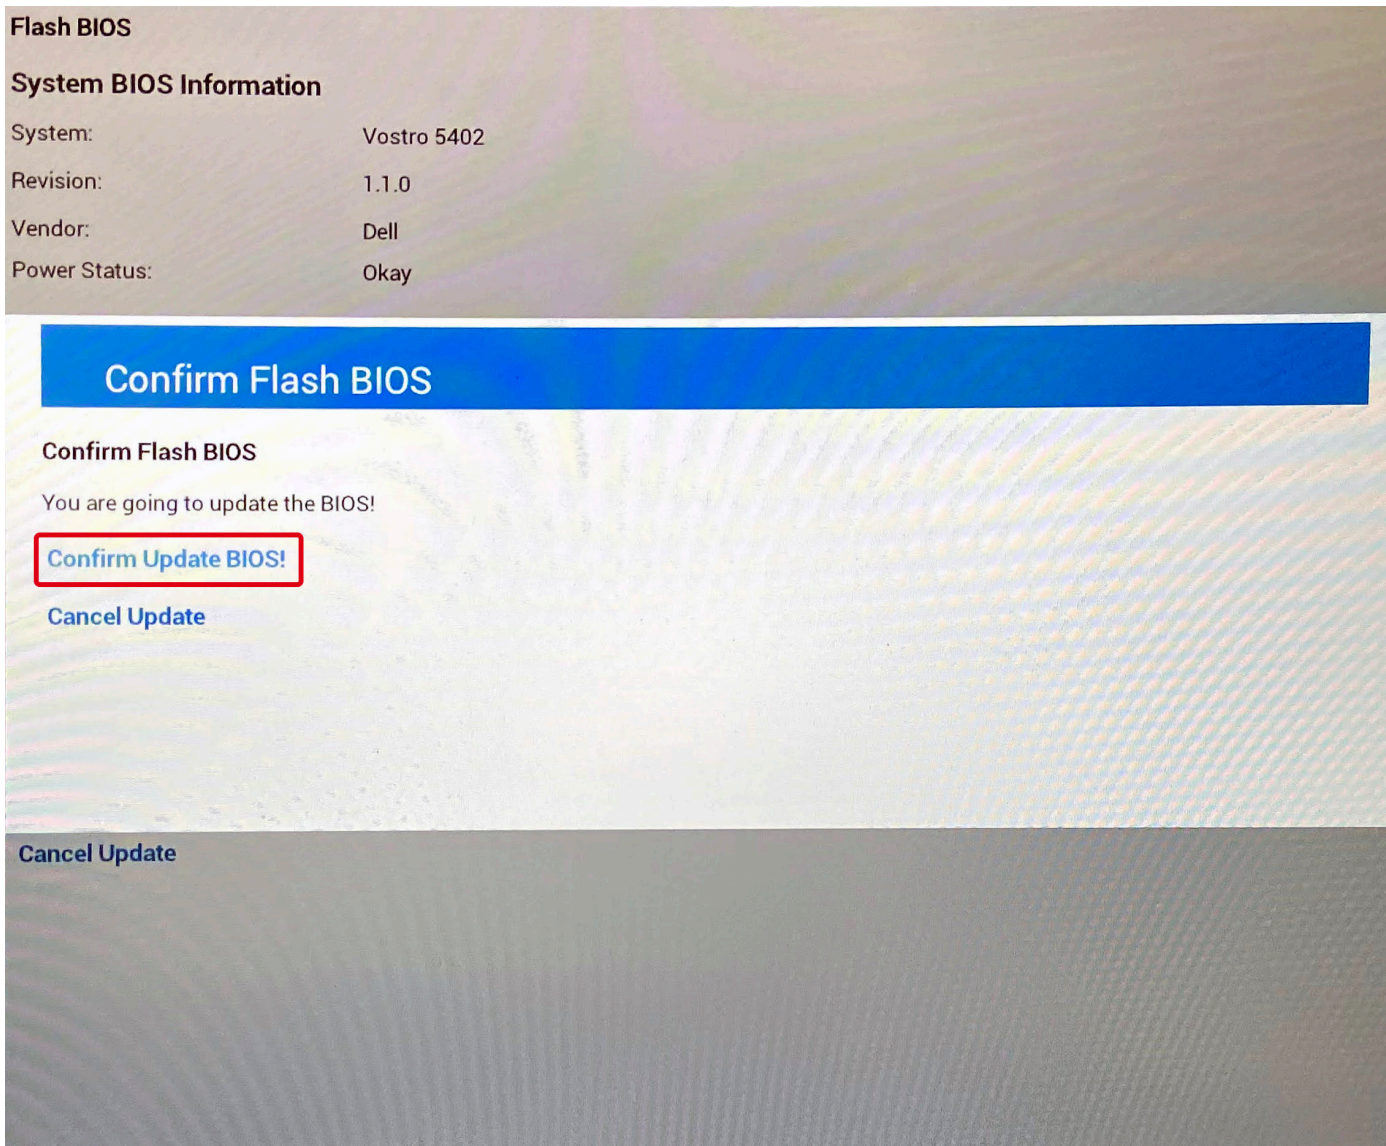 Flash BIOS
System BIOS Information
System: Vostro 5402
Revision: 1.1.0
Vendor: Dell
Power Status: Okay
Confirm Flash BIOS
Confirm Flash BIOS
You are going to update the BIOS!
Confirm Update BIOS!
Cancel Update
Cancel Update